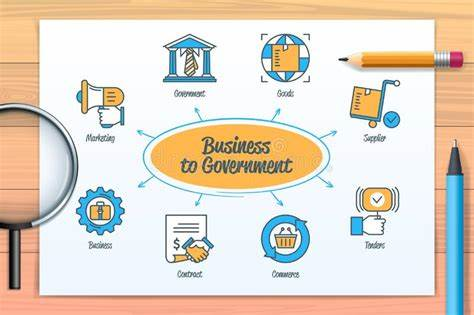 Government
Goods
Marketing
Supplier
Business
to Government
Business
Tenders
Contract
Commerce